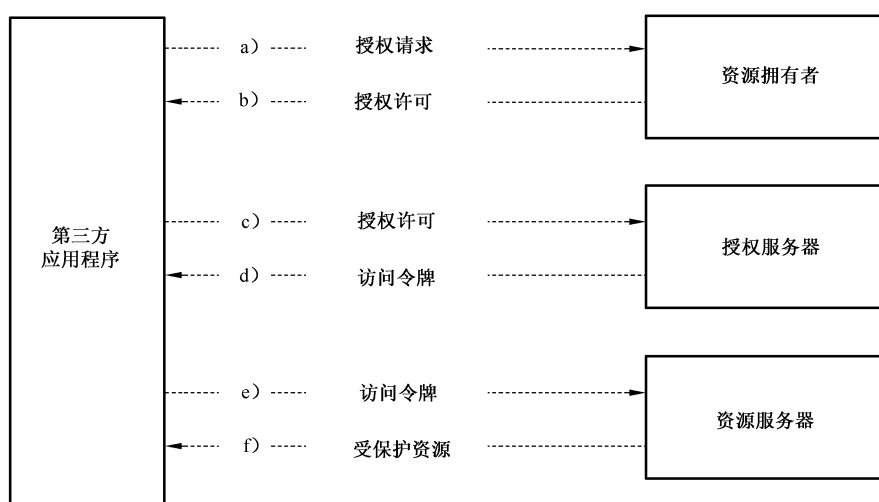 a） 授权请求
资源拥有者
b） 授权许可
第三方
应用程序
c） 授权许可
授权服务器
d） 访问令牌
e） 访问令牌
资源服务器
f） 受保护资源